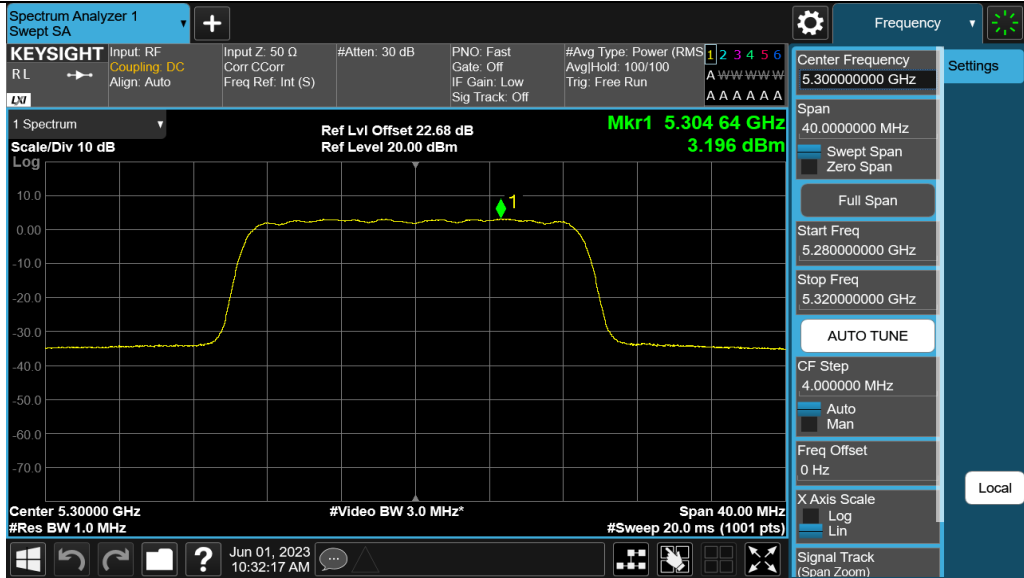 Spectrum Analyzer 1
Swept SA
Frequency
KEYSIGHT
R L
LXI
Input: RF
Coupling: DC
Align: Auto
Input Z: 50 Ω
Corr CCorr
Freq Ref: Int (S)
#Atten: 30 dB
PNO: Fast
Gate: Off
IF Gain: Low
Sig Track: Off
#Avg Type: Power (RMS
Avg|Hold: 100/100
Trig: Free Run
1 2 3 4 5 6
A W W W W W
A A A A A A
1 Spectrum
Scale/Div 10 dB
Log
Ref Lvl Offset 22.68 dB
Ref Level 20.00 dBm
Mkr1 5.304 64 GHz
3.196 dBm
1
10.0
0.00
-10.0
-20.0
-30.0
-40.0
-50.0
-60.0
-70.0
Center 5.30000 GHz
#Res BW 1.0 MHz
#Video BW 3.0 MHz*
Span 40.00 MHz
#Sweep 20.0 ms (1001 pts)
Jun 01, 2023
10:32:17 AM
Center Frequency
5.300000000 GHz
Span
40.0000000 MHz
Swept Span
Zero Span
Full Span
Start Freq
5.280000000 GHz
Stop Freq
5.320000000 GHz
AUTO TUNE
CF Step
4.000000 MHz
Auto
Man
Freq Offset
0 Hz
X Axis Scale
Log
Lin
Signal Track
(Span Zoom)
Settings
Local